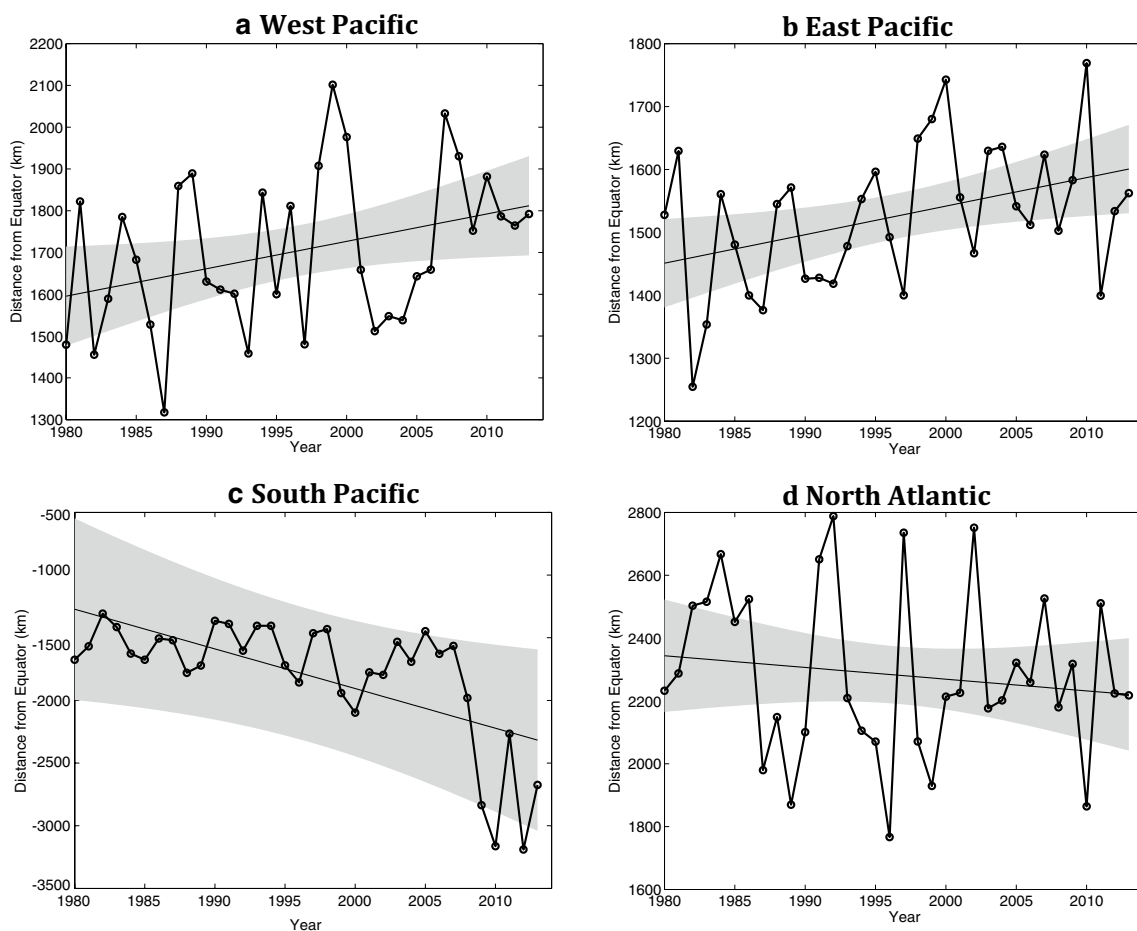 a West Pacific
2200
2100
2000
1900
1800
1700
1600
1500
1400
1300
Distance from Equator (km)
1980 1985 1990 1995 2000 2005 2010
Year
b East Pacific
1800
1700
1600
1500
1400
1300
1200
Distance from Equator (km)
1980 1985 1990 1995 2000 2005 2010
Year
c South Pacific
-500
-1000
-1500
-2000
-2500
-3000
-3500
Distance from Equator (km)
1980 1985 1990 1995 2000 2005 2010
Year
d North Atlantic
2800
2600
2400
2200
2000
1800
1600
Distance from Equator (km)
1980 1985 1990 1995 2000 2005 2010
Year